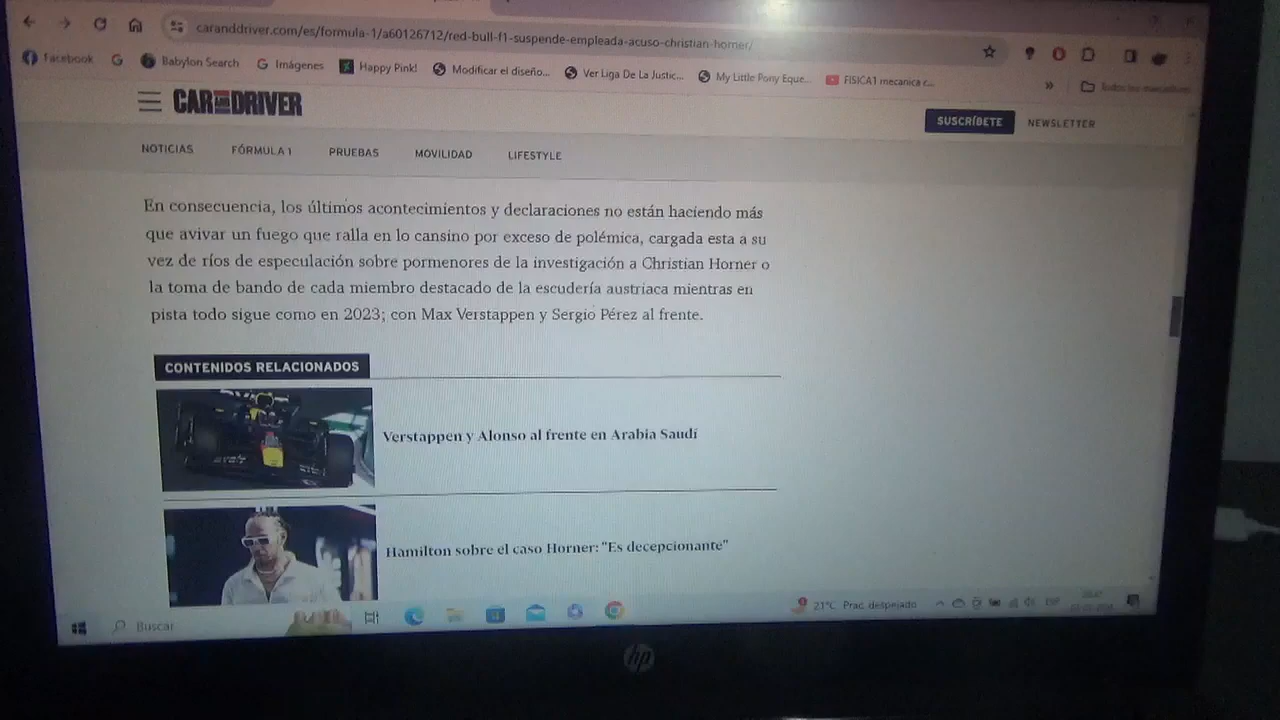 caranddriver.com/es/formula-1/a60126712/red-bull-f1-suspende-empleada-acuso-christian-horner/
Facebook
Babylon Search
Imágenes
Happy Pink!
Modificar el diseño...
Ver Liga De La Justic...
My Little Pony Eque...
FISICA1 mecanica c...
»
CAR AND DRIVER
SUSCRÍBETE
NEWSLETTER
NOTICIAS
FÓRMULA 1
PRUEBAS
MOVILIDAD
LIFESTYLE
En consecuencia, los últimos acontecimientos y declaraciones no están haciendo más
que avivar un fuego que ralla en lo cansino por exceso de polémica, cargada esta a su
vez de ríos de especulación sobre pormenores de la investigación a Christian Horner o
la toma de bando de cada miembro destacado de la escudería austriaca mientras en
pista todo sigue como en 2023; con Max Verstappen y Sergio Pérez al frente.
CONTENIDOS RELACIONADOS
Verstappen y Alonso al frente en Arabia Saudí
Hamilton sobre el caso Horner: "Es decepcionante"
Buscar
21°C Prac. despejado
ESP
hp